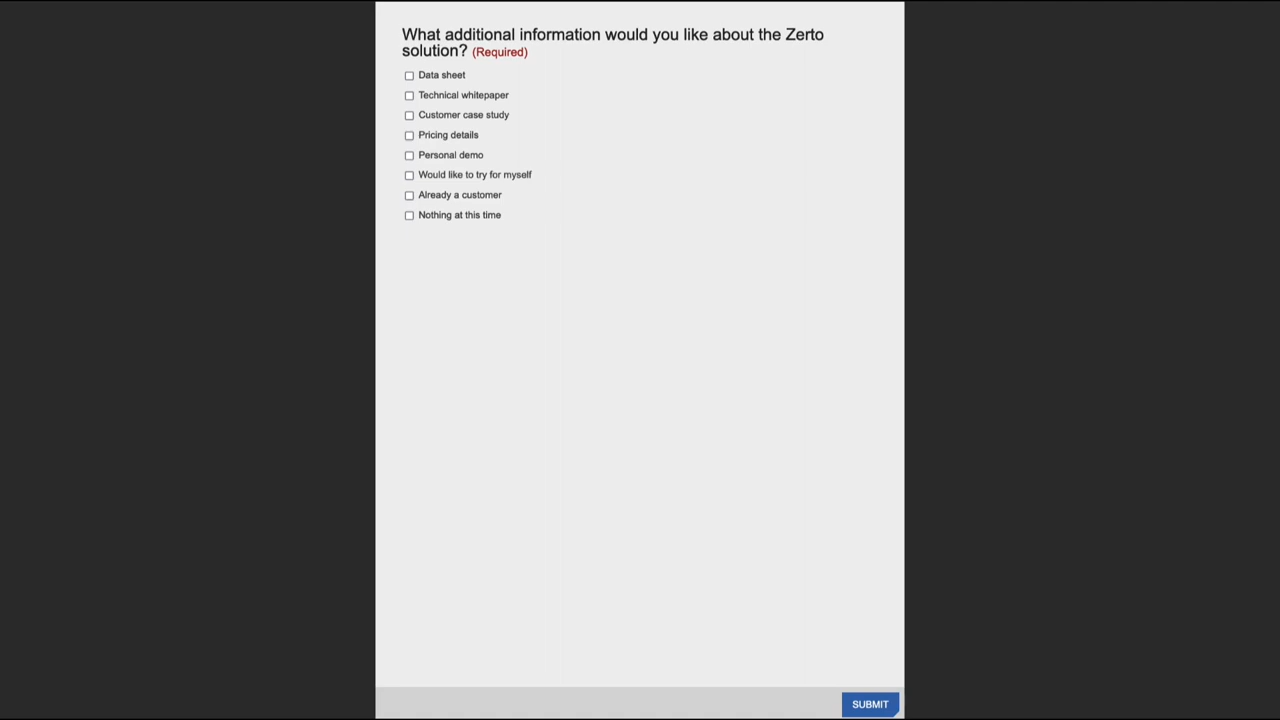 What additional information would you like about the Zerto
solution? (Required)
Data sheet
Technical whitepaper
Customer case study
Pricing details
Personal demo
Would like to try for myself
Already a customer
Nothing at this time
SUBMIT